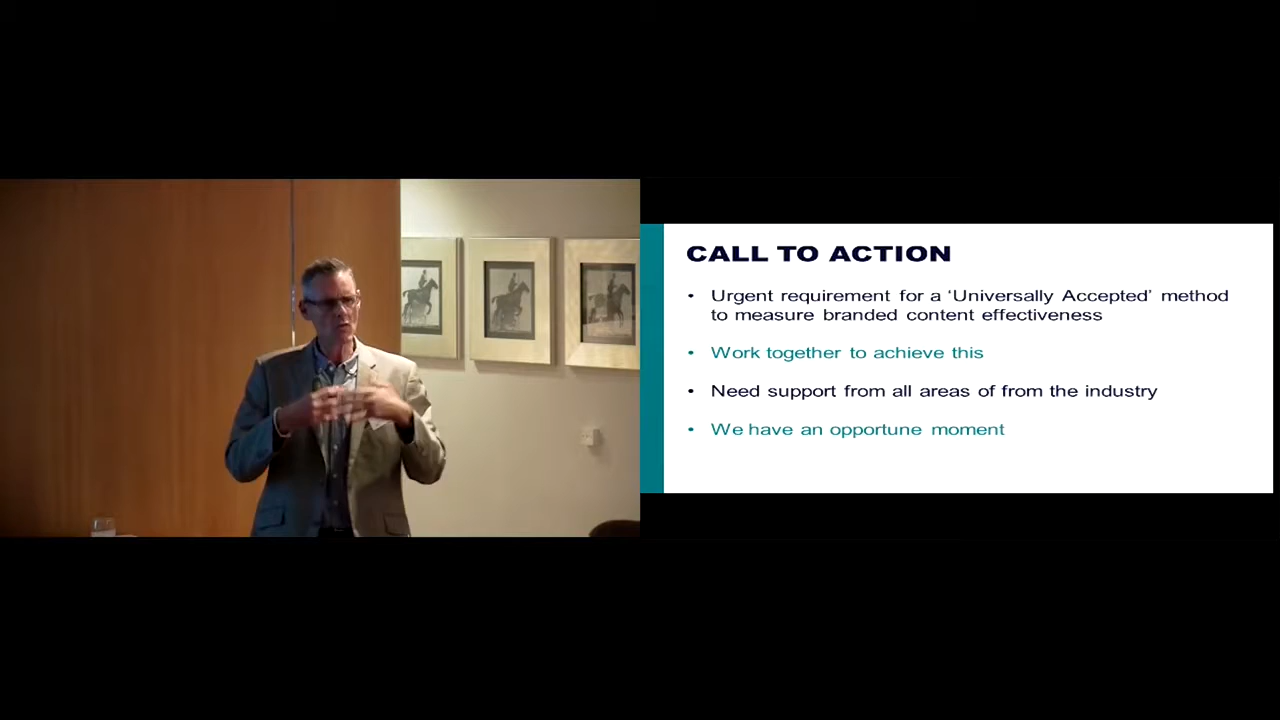 CALL TO ACTION
• Urgent requirement for a ‘Universally Accepted’ method
to measure branded content effectiveness
• Work together to achieve this
• Need support from all areas of from the industry
• We have an opportune moment